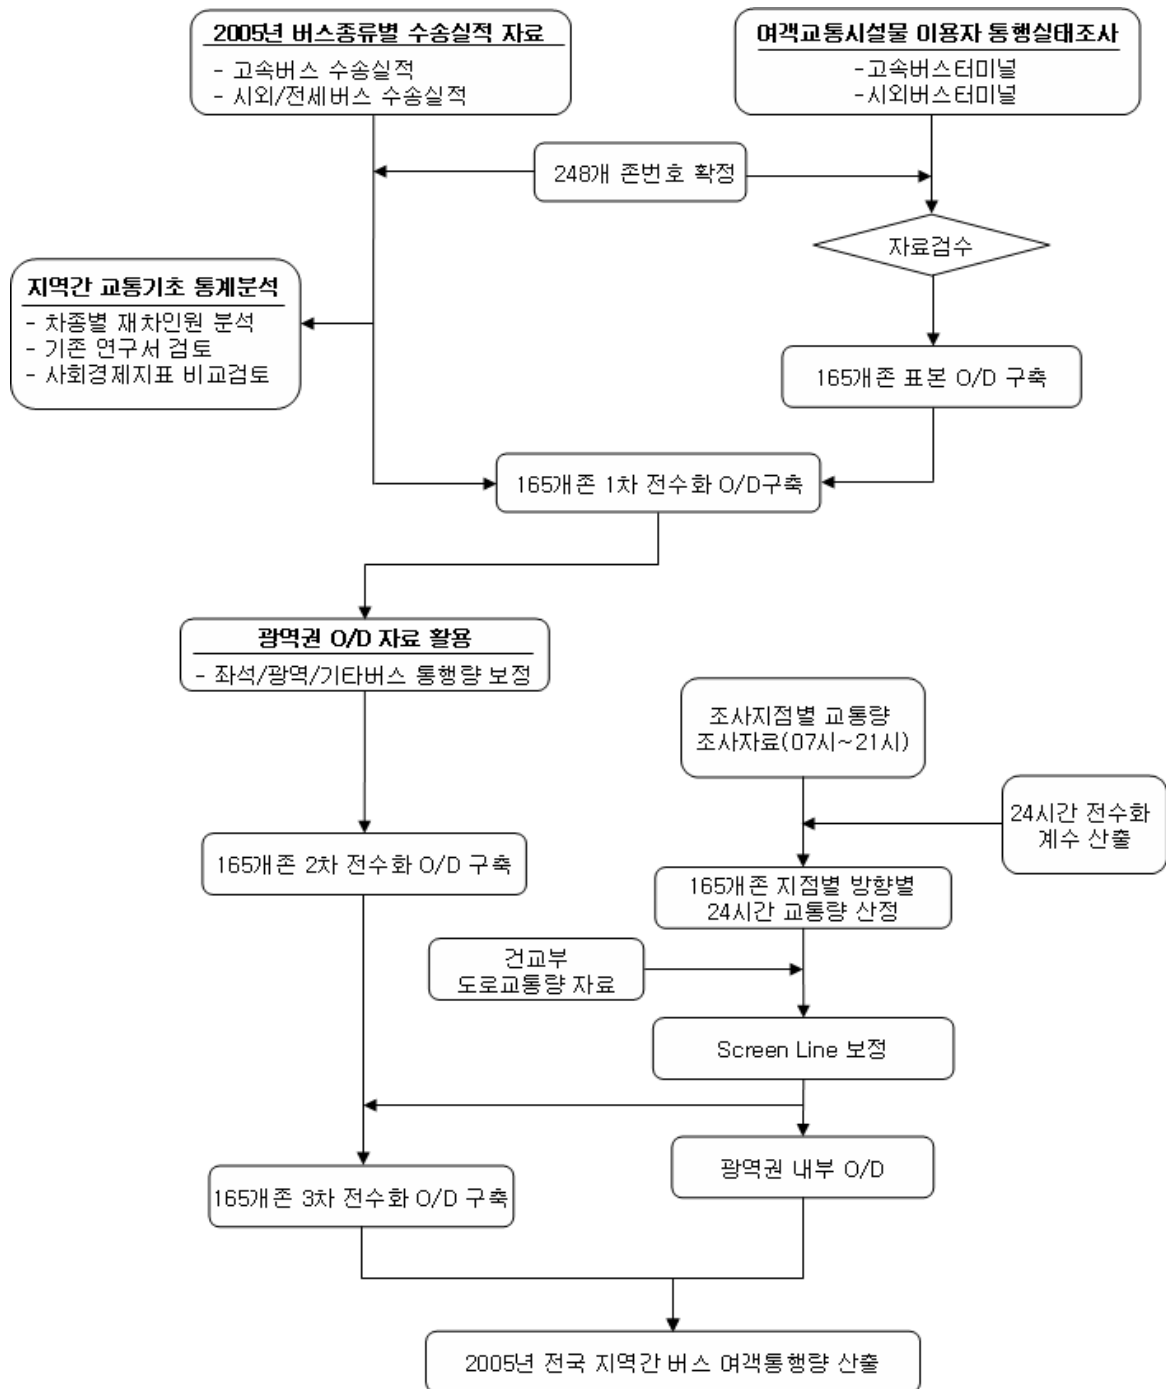 2005년 버스종류별 수송실적 자료
- 고속버스 수송실적
- 시외/전세버스 수송실적
여객교통시설물 이용자 통행실태조사
-고속버스터미널
-시외버스터미널
248개 존번호 확정
자료검수
지역간 교통기초 통계분석
- 차종별 재차인원 분석
- 기존 연구서 검토
- 사회경제지표 비교검토
165개존 표본 O/D 구축
165개존 1차 전수화 O/D구축
광역권 O/D 자료 활용
- 좌석/광역/기타버스 통행량 보정
조사지점별 교통량
조사자료(07시~21시)
24시간 전수화
계수 산출
165개존 2차 전수화 O/D 구축
165개존 지점별 방향별
24시간 교통량 산정
건교부
도로교통량 자료
Screen Line 보정
광역권 내부 O/D
165개존 3차 전수화 O/D 구축
2005년 전국 지역간 버스 여객통행량 산출